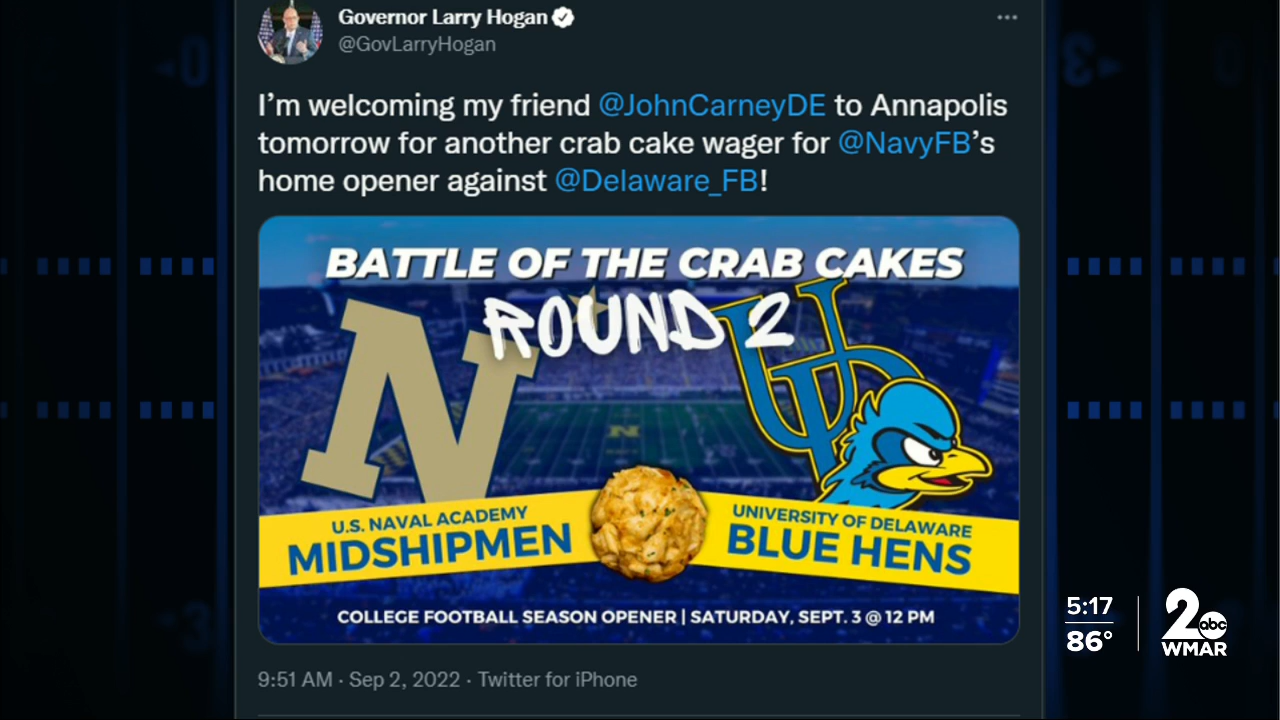 Governor Larry Hogan
@GovLarryHogan
I'm welcoming my friend @JohnCarneyDE to Annapolis
tomorrow for another crab cake wager for @NavyFB's
home opener against @Delaware_FB!
BATTLE OF THE CRAB CAKES
ROUND 2
N
UD
N
U.S. NAVAL ACADEMY
MIDSHIPMEN
UNIVERSITY OF DELAWARE
BLUE HENS
COLLEGE FOOTBALL SEASON OPENER | SATURDAY, SEPT. 3 @ 12 PM
9:51 AM · Sep 2, 2022 · Twitter for iPhone
5:17
86°
2 abc
WMAR